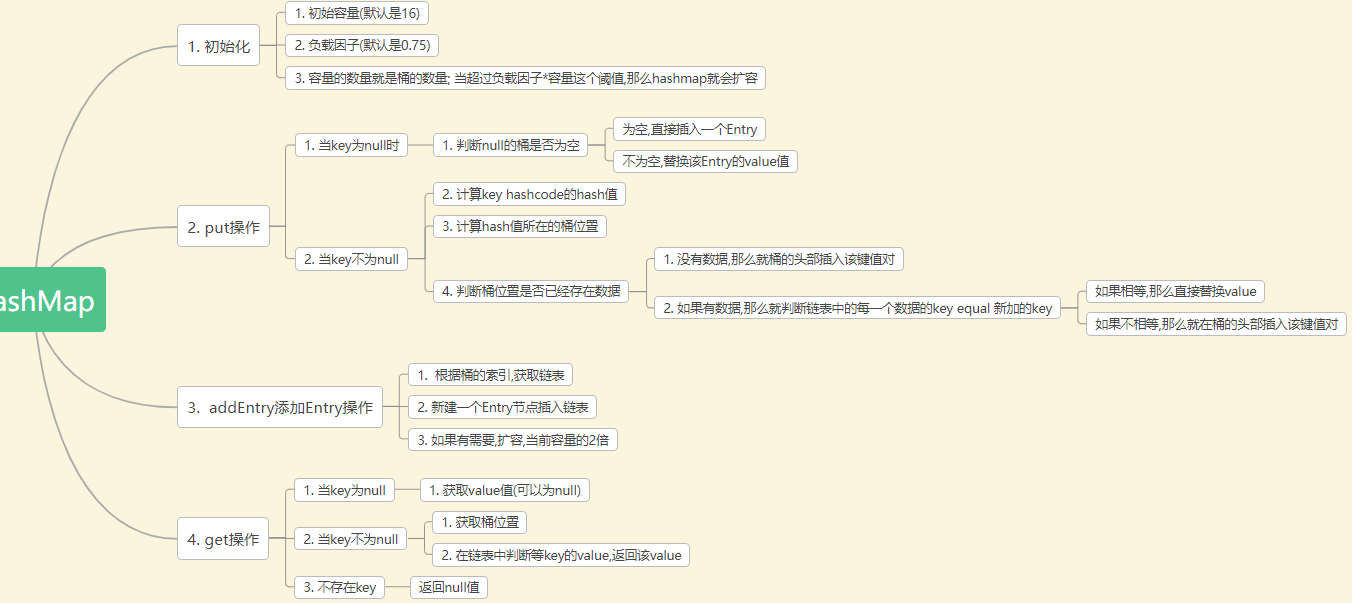 ashMap
1. 初始化
1. 初始容量(默认是16)
2. 负载因子(默认是0.75)
3. 容量的数量就是桶的数量; 当超过负载因子*容量这个阈值,那么hashmap就会扩容
2. put操作
1. 当key为null时
1. 判断null的桶是否为空
为空,直接插入一个Entry
不为空,替换该Entry的value值
2. 当key不为null
2. 计算key hashcode的hash值
3. 计算hash值所在的桶位置
4. 判断桶位置是否已经存在数据
1. 没有数据,那么就桶的头部插入该键值对
2. 如果有数据,那么就判断链表中的每一个数据的key equal 新加的key
如果相等,那么直接替换value
如果不相等,那么就在桶的头部插入该键值对
3. addEntry添加Entry操作
1. 根据桶的索引,获取链表
2. 新建一个Entry节点插入链表
3. 如果有需要,扩容,当前容量的2倍
4. get操作
1. 当key为null
1. 获取value值(可以为null)
2. 当key不为null
1. 获取桶位置
2. 在链表中判断等key的value,返回该value
3. 不存在key
返回null值